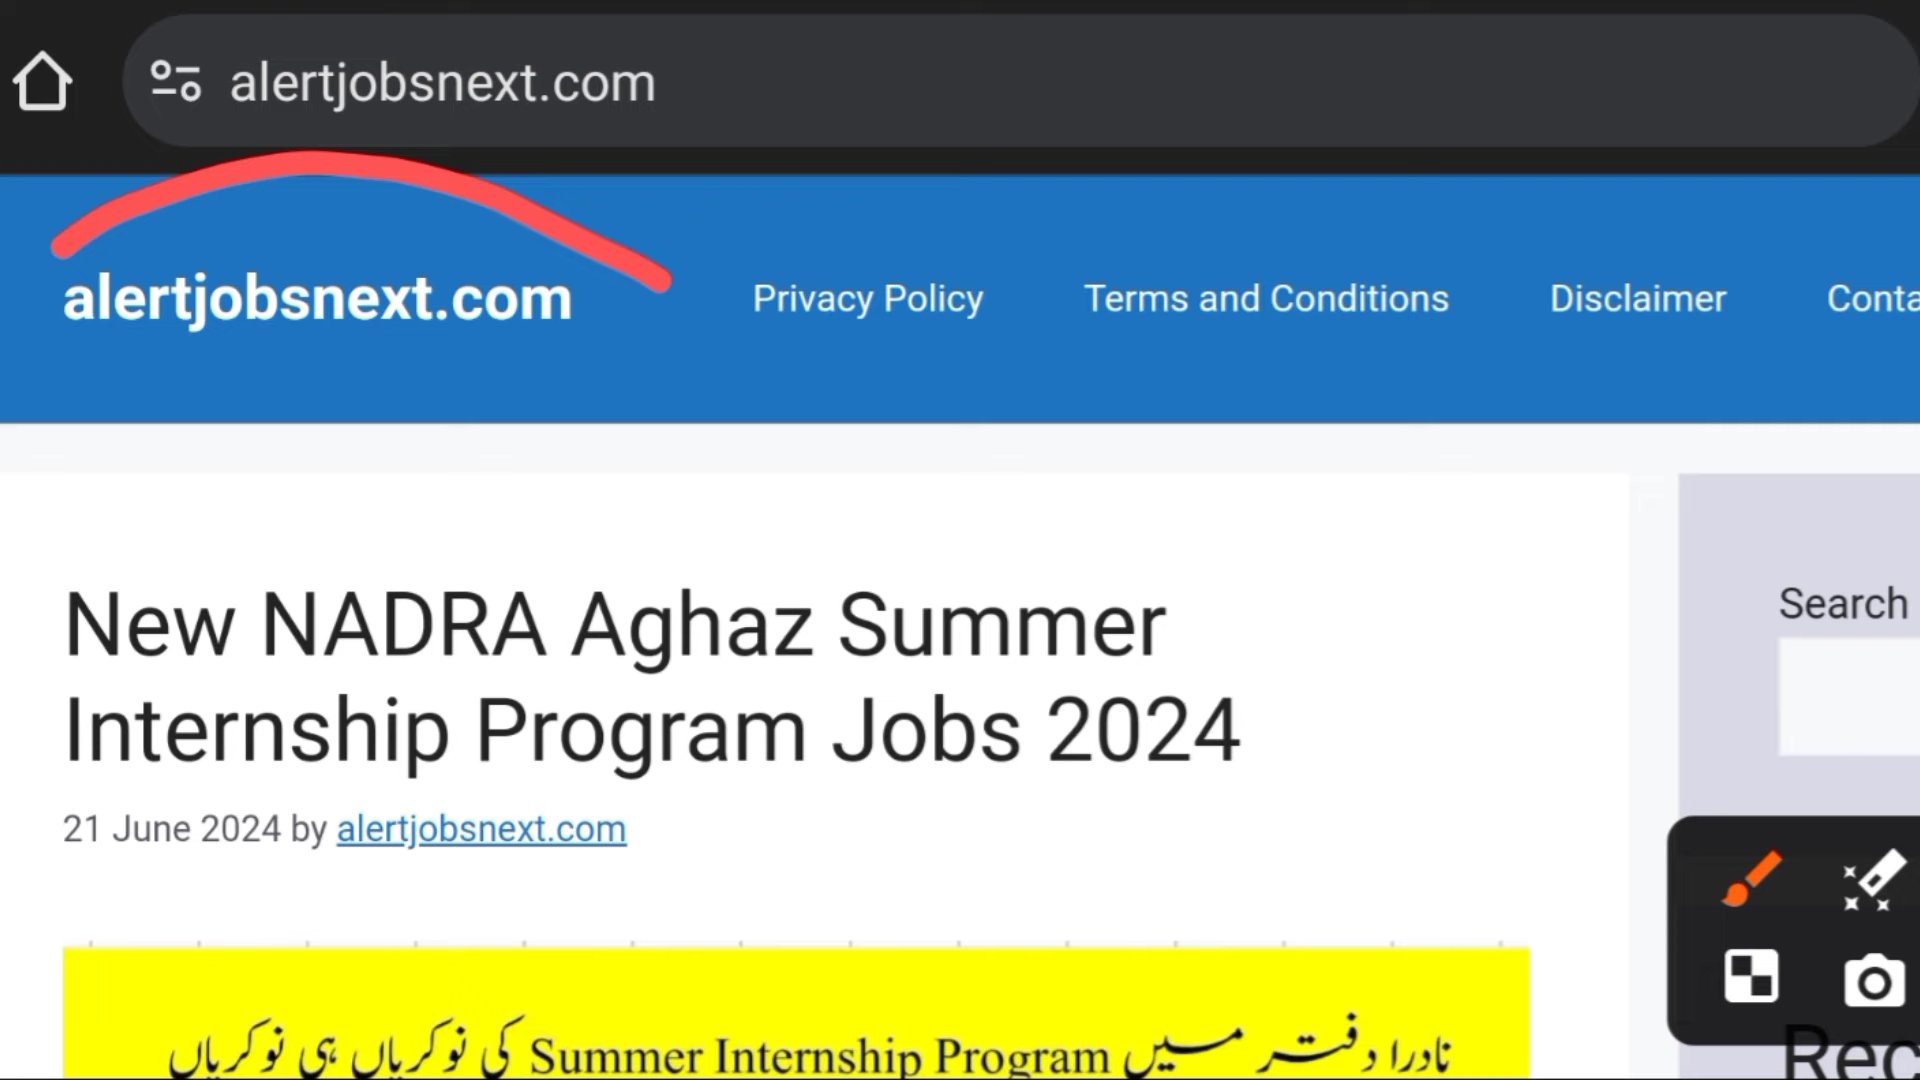 alertjobsnext.com
alertjobsnext.com Privacy Policy Terms and Conditions Disclaimer Conta
New NADRA Aghaz Summer
Internship Program Jobs 2024
Search
21 June 2024 by alertjobsnext.com
نادرا دفتر میں Summer Internship Program کی نوکریاں ہی نوکریاں
Rec